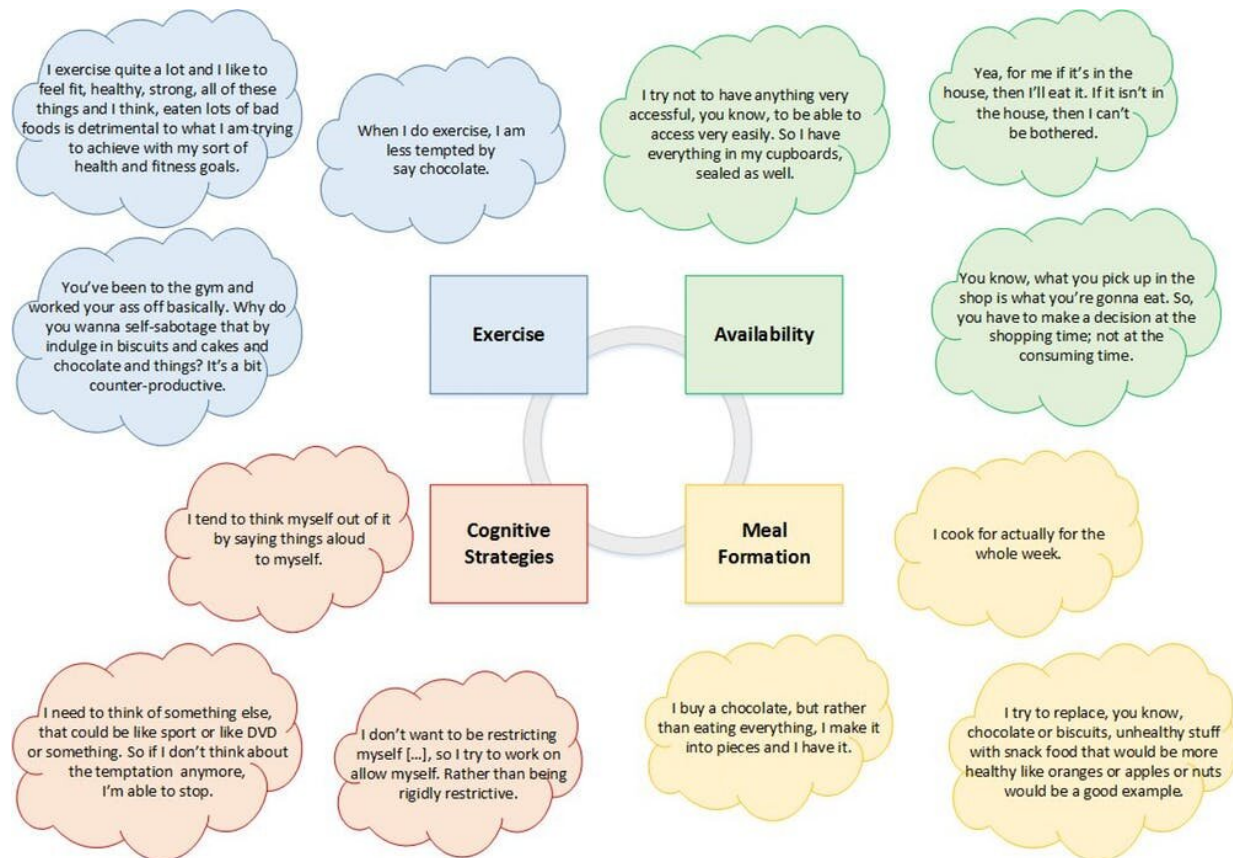 I exercise quite a lot and I like to
feel fit, healthy, strong, all of these
things and I think, eaten lots of bad
foods is detrimental to what I am trying
to achieve with my sort of
health and fitness goals.
When I do exercise, I am
less tempted by
say chocolate.
I try not to have anything very
accessful, you know, to be able to
access very easily. So I have
everything in my cupboards,
sealed as well.
Yea, for me if it's in the
house, then I'll eat it. If it isn't in
the house, then I can't
be bothered.
You've been to the gym and
worked your ass off basically. Why do
you wanna self-sabotage that by
indulge in biscuits and cakes and
chocolate and things? It's a bit
counter-productive.
Exercise
Availability
You know, what you pick up in the
shop is what you're gonna eat. So,
you have to make a decision at the
shopping time; not at the
consuming time.
I tend to think myself out of it
by saying things aloud
to myself.
Cognitive
Strategies
Meal
Formation
I cook for actually for the
whole week.
I need to think of something else,
that could be like sport or like DVD
or something. So if I don't think about
the temptation anymore,
I'm able to stop.
I don't want to be restricting
myself [...], so I try to work on
allow myself. Rather than being
rigidly restrictive.
I buy a chocolate, but rather
than eating everything, I make it
into pieces and I have it.
I try to replace, you know,
chocolate or biscuits, unhealthy stuff
with snack food that would be more
healthy like oranges or apples or nuts
would be a good example.